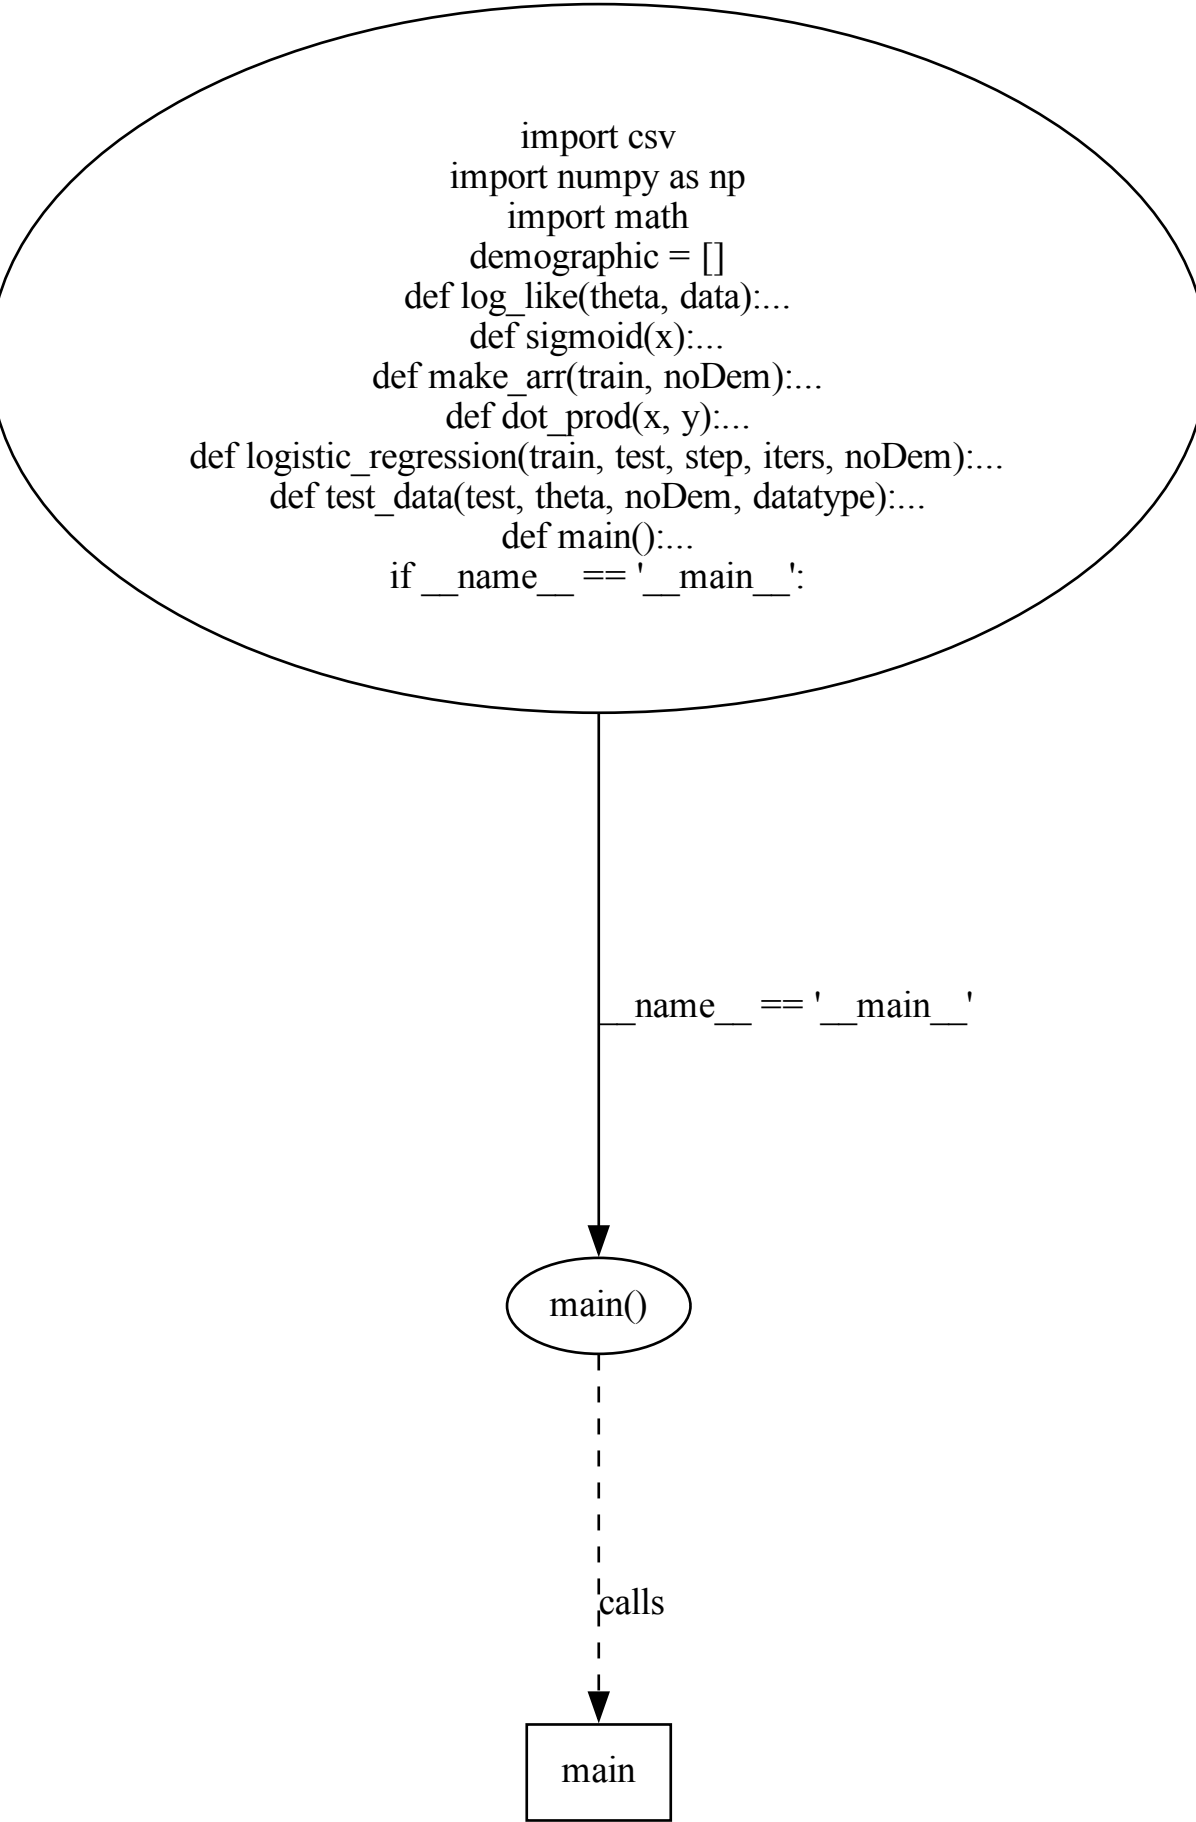 import csv
import numpy as np
import math
demographic = []
def log_like(theta, data):...
def sigmoid(x):...
def make_arr(train, noDem):...
def dot_prod(x, y):...
def logistic_regression(train, test, step, iters, noDem):...
def test_data(test, theta, noDem, datatype):...
def main():...
if __name__ == '__main__':
__name__ == '__main__'
main()
calls
main